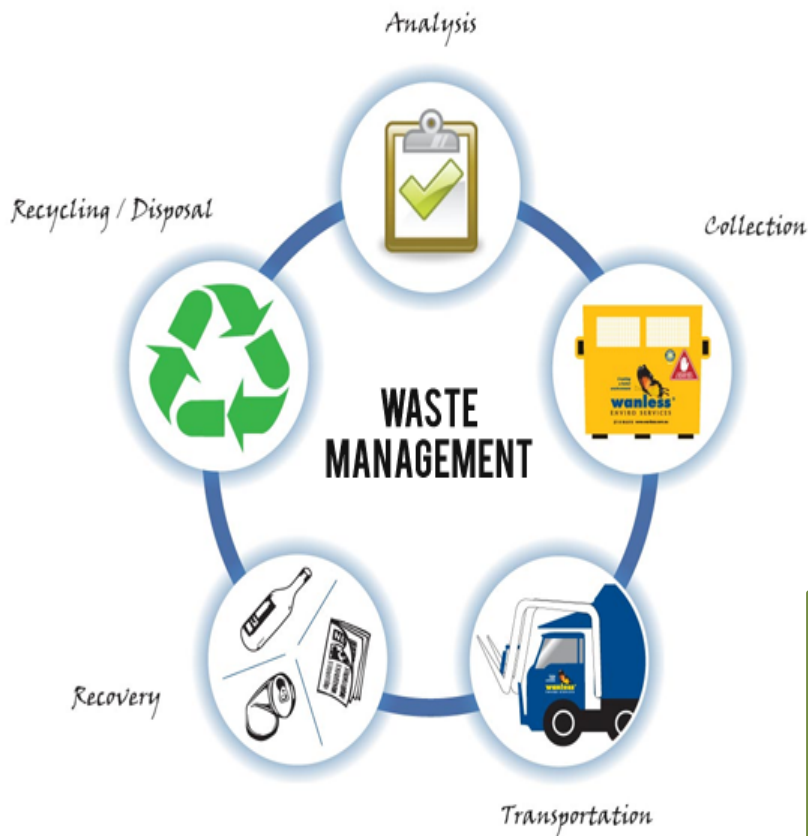 Analysis
Recycling / Disposal
Collection
WASTE
MANAGEMENT
wanless
ENVIRO SERVICES
Recovery
wanless
Transportation